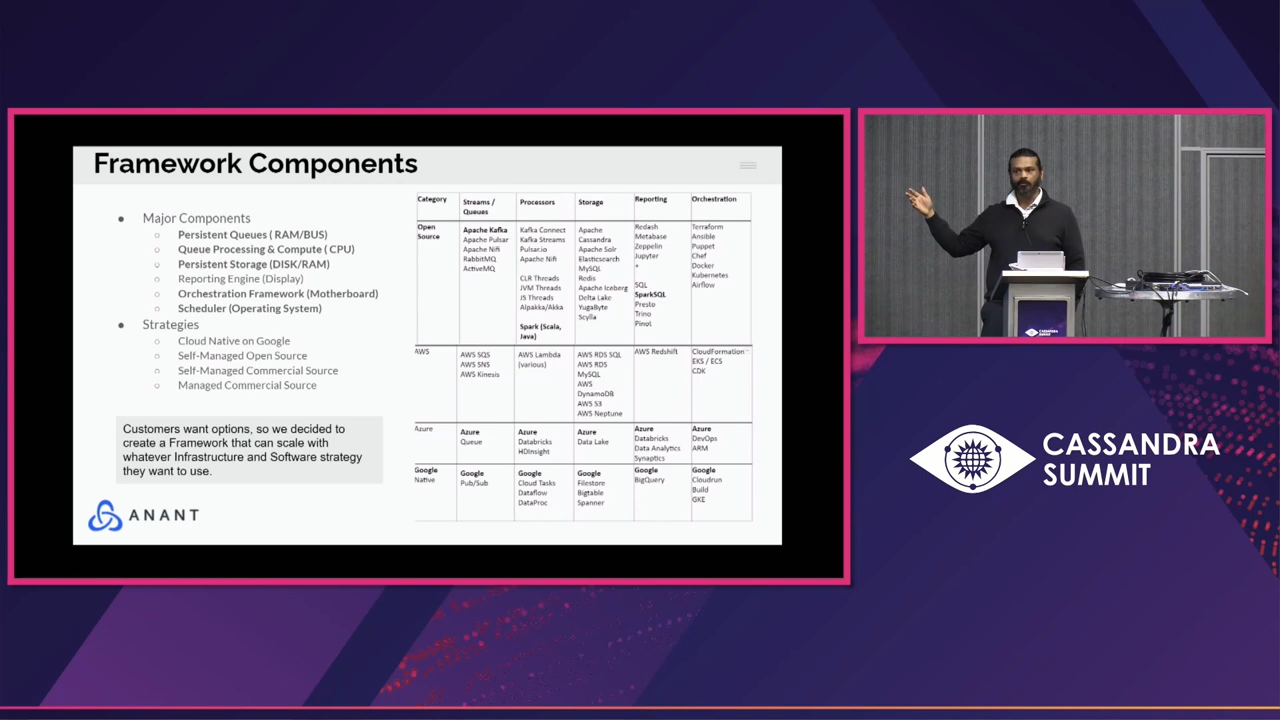 Framework Components
Major Components
Persistent Queues ( RAM/BUS)
Queue Processing & Compute ( CPU)
Persistent Storage (DISK/RAM)
Reporting Engine (Display)
Orchestration Framework (Motherboard)
Scheduler (Operating System)
Strategies
Cloud Native on Google
Self-Managed Open Source
Self-Managed Commercial Source
Managed Commercial Source
Customers want options, so we decided to
create a Framework that can scale with
whatever Infrastructure and Software strategy
they want to use.
ANANT
Category
Streams /
Queues
Processors
Storage
Reporting
Orchestration
Open
Source
Apache Kafka
Apache Pulsar
Apache Nifi
RabbitMQ
ActiveMQ
Kafka Connect
Kafka Streams
Pulsar.io
Apache Nifi
CLR Threads
JVM Threads
JS Threads
Alpakka/Akka
Spark (Scala,
Java)
Apache
Cassandra
Apache Solr
Elasticsearch
MySQL
Redis
Apache Iceberg
Delta Lake
YugaByte
Scylla
Redash
Metabase
Zeppelin
Jupyter
+
SQL
SparkSQL
Presto
Trino
Pinot
Terraform
Ansible
Puppet
Chef
Docker
Kubernetes
Airflow
AWS
AWS SQS
AWS SNS
AWS Kinesis
AWS Lambda
(various)
AWS RDS SQL
AWS RDS
MySQL
AWS
DynamoDB
AWS S3
AWS Neptune
AWS Redshift
CloudFormation
EKS / ECS
CDK
Azure
Azure
Queue
Azure
Databricks
HDInsight
Azure
Data Lake
Azure
Databricks
Data Analytics
Synaptics
Azure
DevOps
ARM
Google
Native
Google
Pub/Sub
Google
Cloud Tasks
Dataflow
DataProc
Google
Filestore
Bigtable
Spanner
Google
BigQuery
Google
Cloudrun
Build
GKE
CASSANDRA
SUMMIT